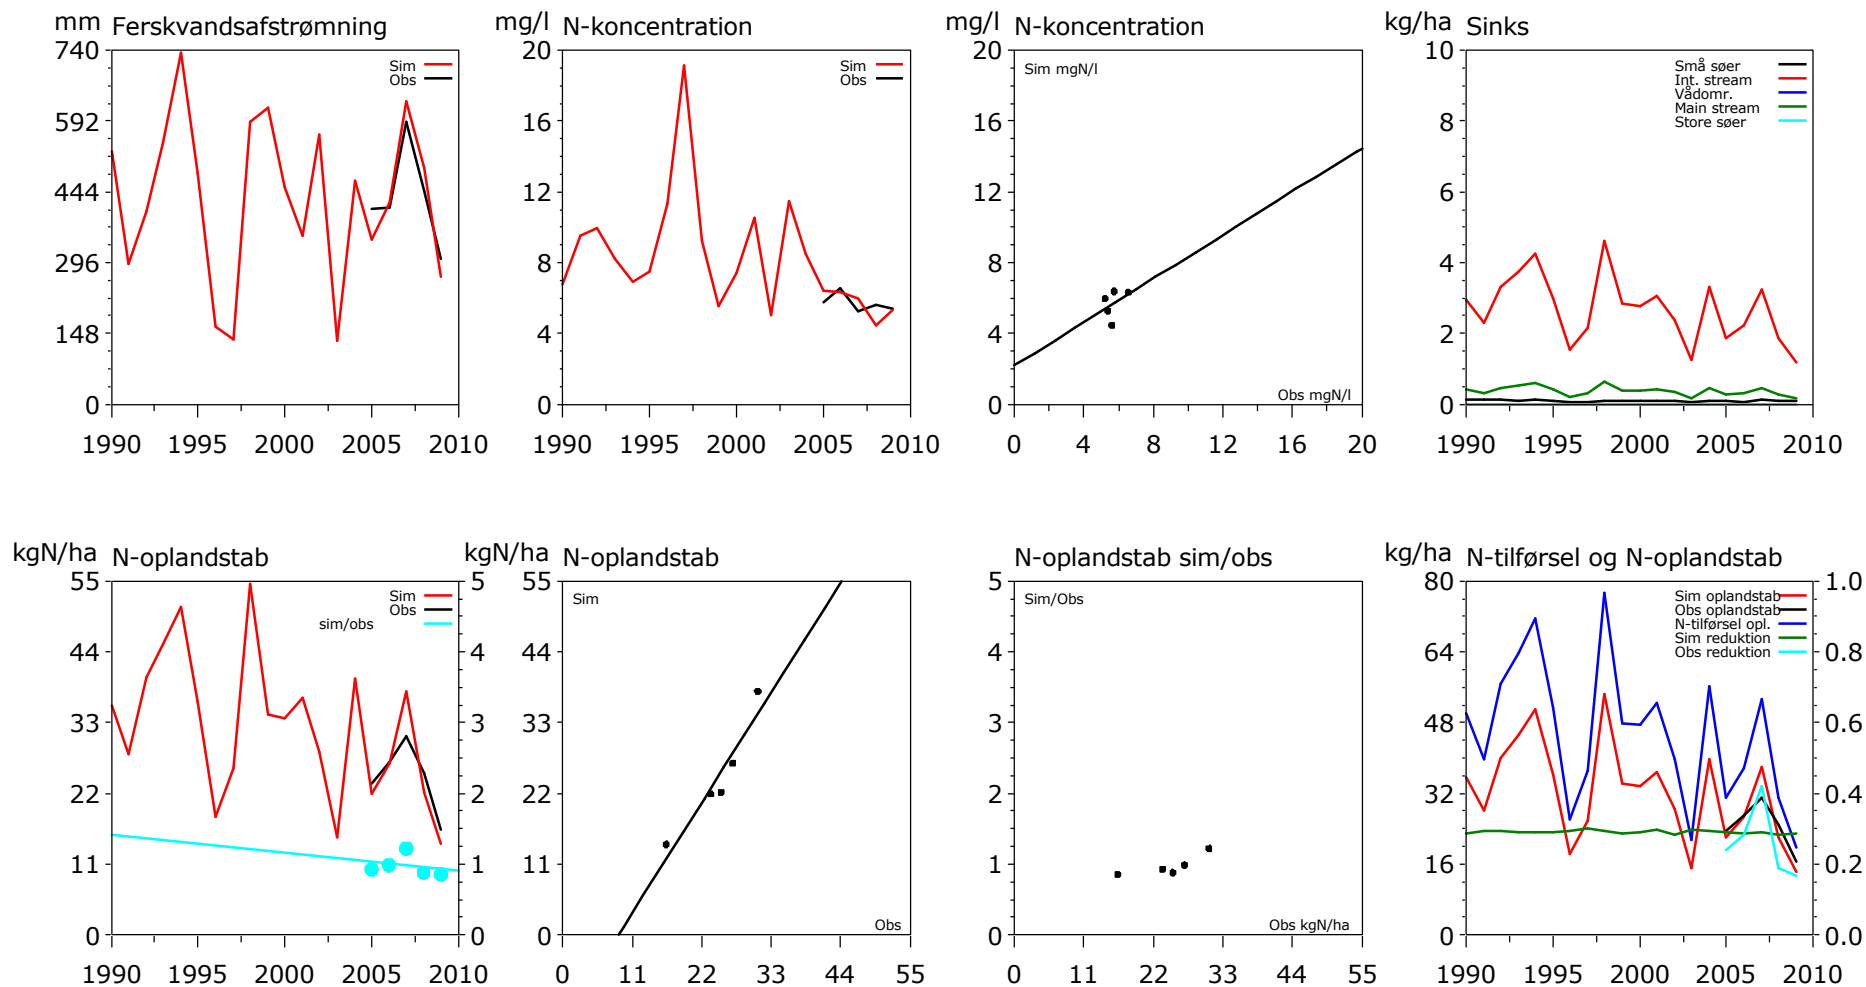 mm Ferskvandsafstrømning
740
592
444
296
148
0
Sim
Obs
1990 1995 2000 2005 2010
mg/l N-koncentration
20
16
12
8
4
0
Sim
Obs
1990 1995 2000 2005 2010
mg/l N-koncentration
20
16
12
8
4
0
Sim mgN/l
Obs mgN/l
0 4 8 12 16 20
kg/ha Sinks
10
8
6
4
2
0
Små søer
Int. stream
Vådomr.
Main stream
Store søer
1990 1995 2000 2005 2010
kgN/ha N-oplandstab
55 5
44 4
33 3
22 2
11 1
0 0
Sim
Obs
sim/obs
1990 1995 2000 2005 2010
kgN/ha N-oplandstab
55
44
33
22
11
0
Sim
Obs
0 11 22 33 44 55
N-oplandstab sim/obs
5
4
3
2
1
0
Sim/Obs
Obs kgN/ha
0 11 22 33 44 55
kg/ha N-tilførsel og N-oplandstab
80 1.0
64 0.8
48 0.6
32 0.4
16 0.2
0 0.0
Sim oplandstab
Obs oplandstab
N-tilførsel opl.
Sim reduktion
Obs reduktion
1990 1995 2000 2005 2010